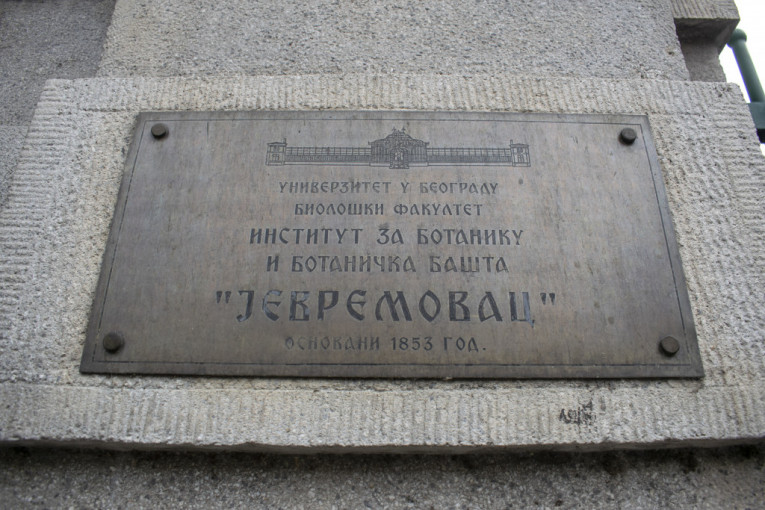 УНИВЕРЗИТЕТ У БЕОГРАДУ
БИОЛОШКИ ФАКУЛТЕТ
ИНСТИТУТ ЗА БОТАНИКУ
И БОТАНИЧКА БАШТА
"ЈЕВРЕМОВАЦ"
ОСНОВАНИ 1853 ГОД.